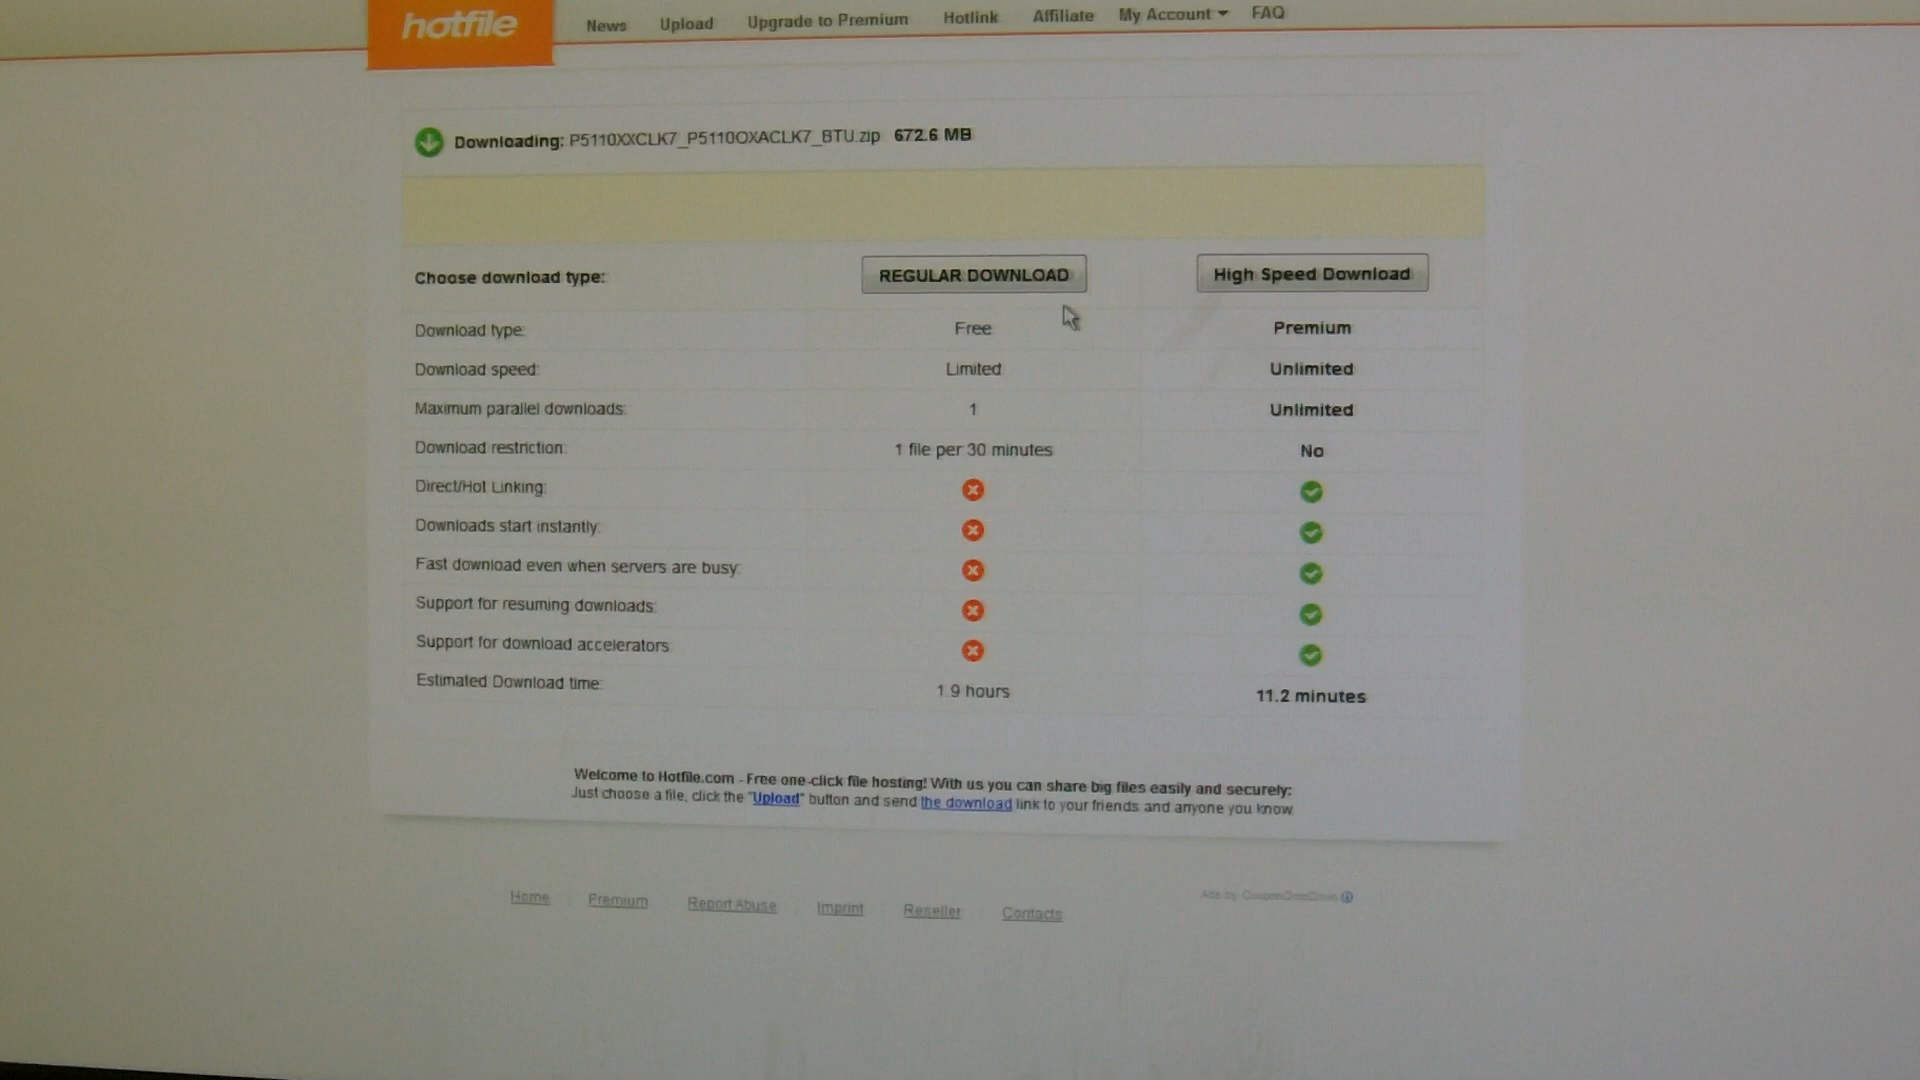 hotfile
News Upload Upgrade to Premium Hotlink Affiliate My Account FAQ
Downloading: P5110XXCLK7_P5110OXACLK7_BTU.zip 672.6 MB
Choose download type: REGULAR DOWNLOAD High Speed Download
Download type: Free Premium
Download speed: Limited Unlimited
Maximum parallel downloads: 1 Unlimited
Download restriction: 1 file per 30 minutes No
Direct/Hot Linking:
Downloads start instantly:
Fast download even when servers are busy:
Support for resuming downloads:
Support for download accelerators:
Estimated Download time: 1.9 hours 11.2 minutes
Welcome to Hotfile.com - Free one-click file hosting! With us you can share big files easily and securely:
Just choose a file, click the "Upload" button and send the download link to your friends and anyone you know.
Home Premium Report Abuse Imprint Reseller Contacts
Ads by CouponDropDown